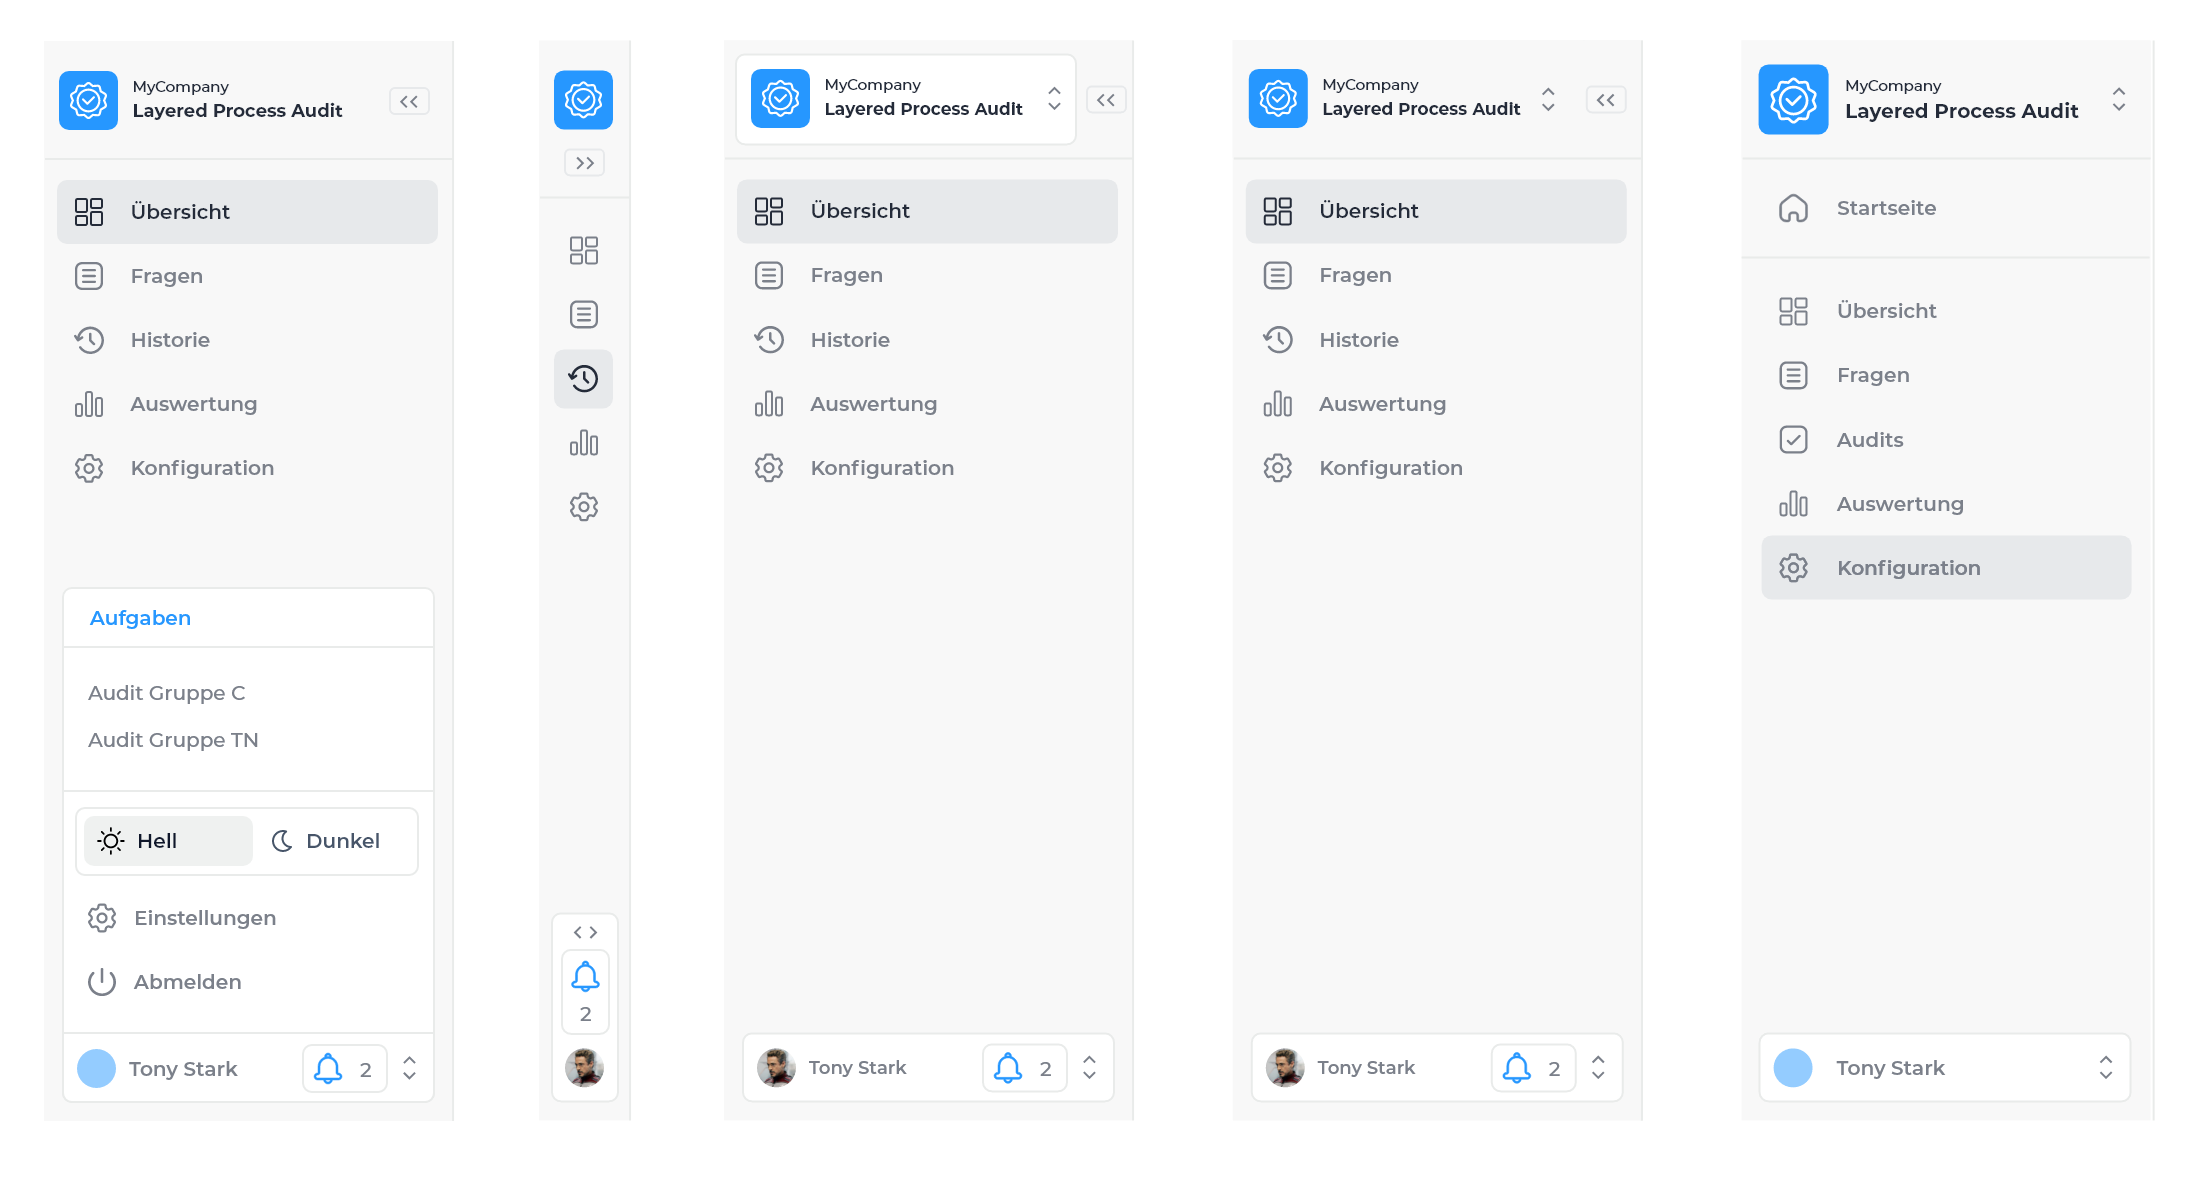 MyCompany
Layered Process Audit
Übersicht
Fragen
Historie
Auswertung
Konfiguration
Aufgaben
Audit Gruppe C
Audit Gruppe TN
Hell Dunkel
Einstellungen
Abmelden
Tony Stark 2
2
MyCompany
Layered Process Audit
Übersicht
Fragen
Historie
Auswertung
Konfiguration
Tony Stark 2
MyCompany
Layered Process Audit
Übersicht
Fragen
Historie
Auswertung
Konfiguration
Tony Stark 2
MyCompany
Layered Process Audit
Startseite
Übersicht
Fragen
Audits
Auswertung
Konfiguration
Tony Stark